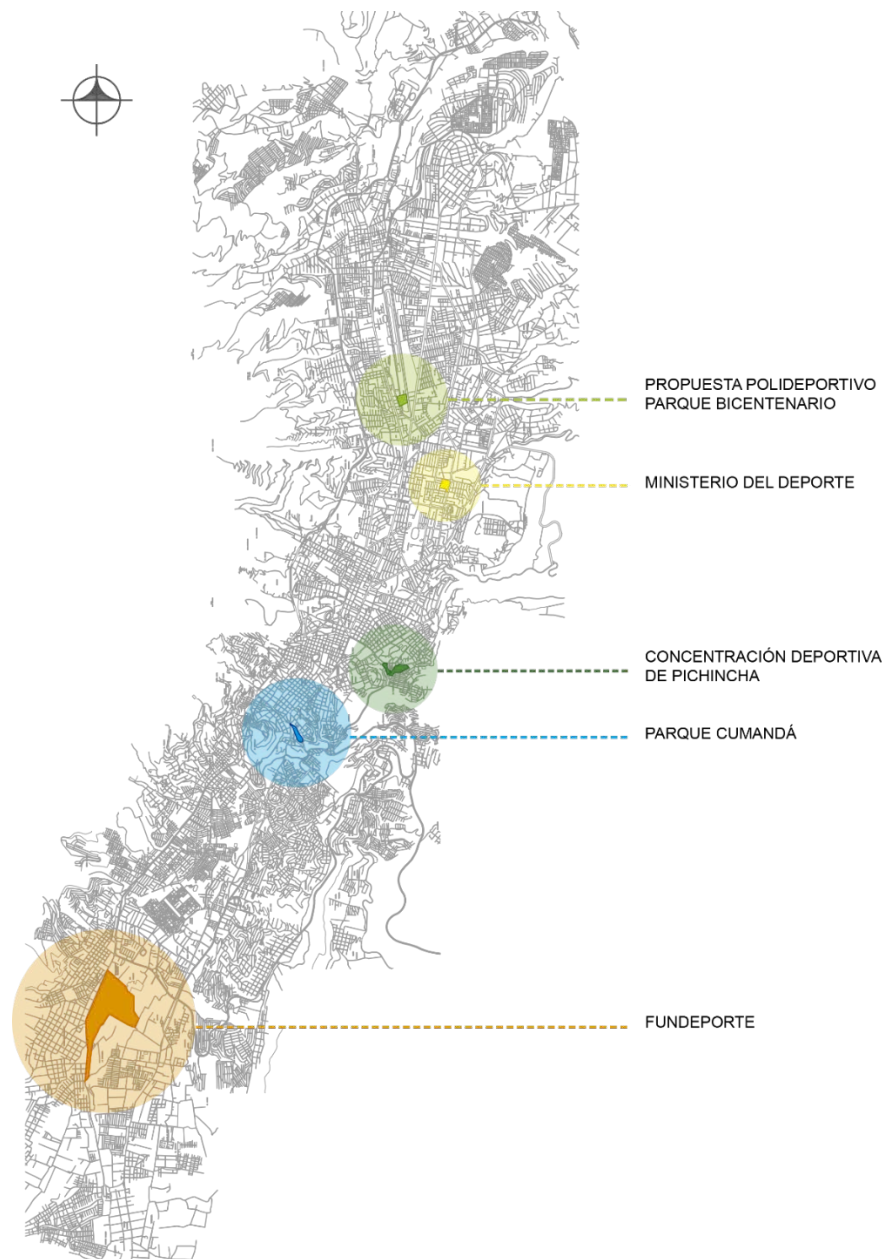 PROPUESTA POLIDEPORTIVO
PARQUE BICENTENARIO
MINISTERIO DEL DEPORTE
CONCENTRACIÓN DEPORTIVA
DE PICHINCHA
PARQUE CUMANDÁ
FUNDEPORTE